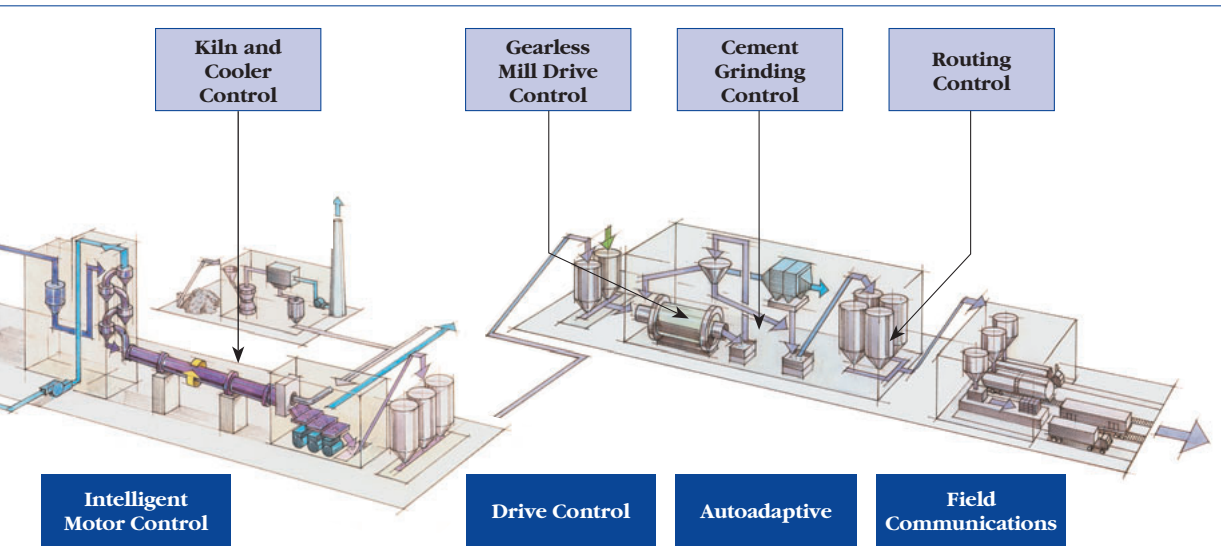 Kiln and
Cooler
Control
Gearless
Mill Drive
Control
Cement
Grinding
Control
Routing
Control
Intelligent
Motor Control
Drive Control
Autoadaptive
Field
Communications